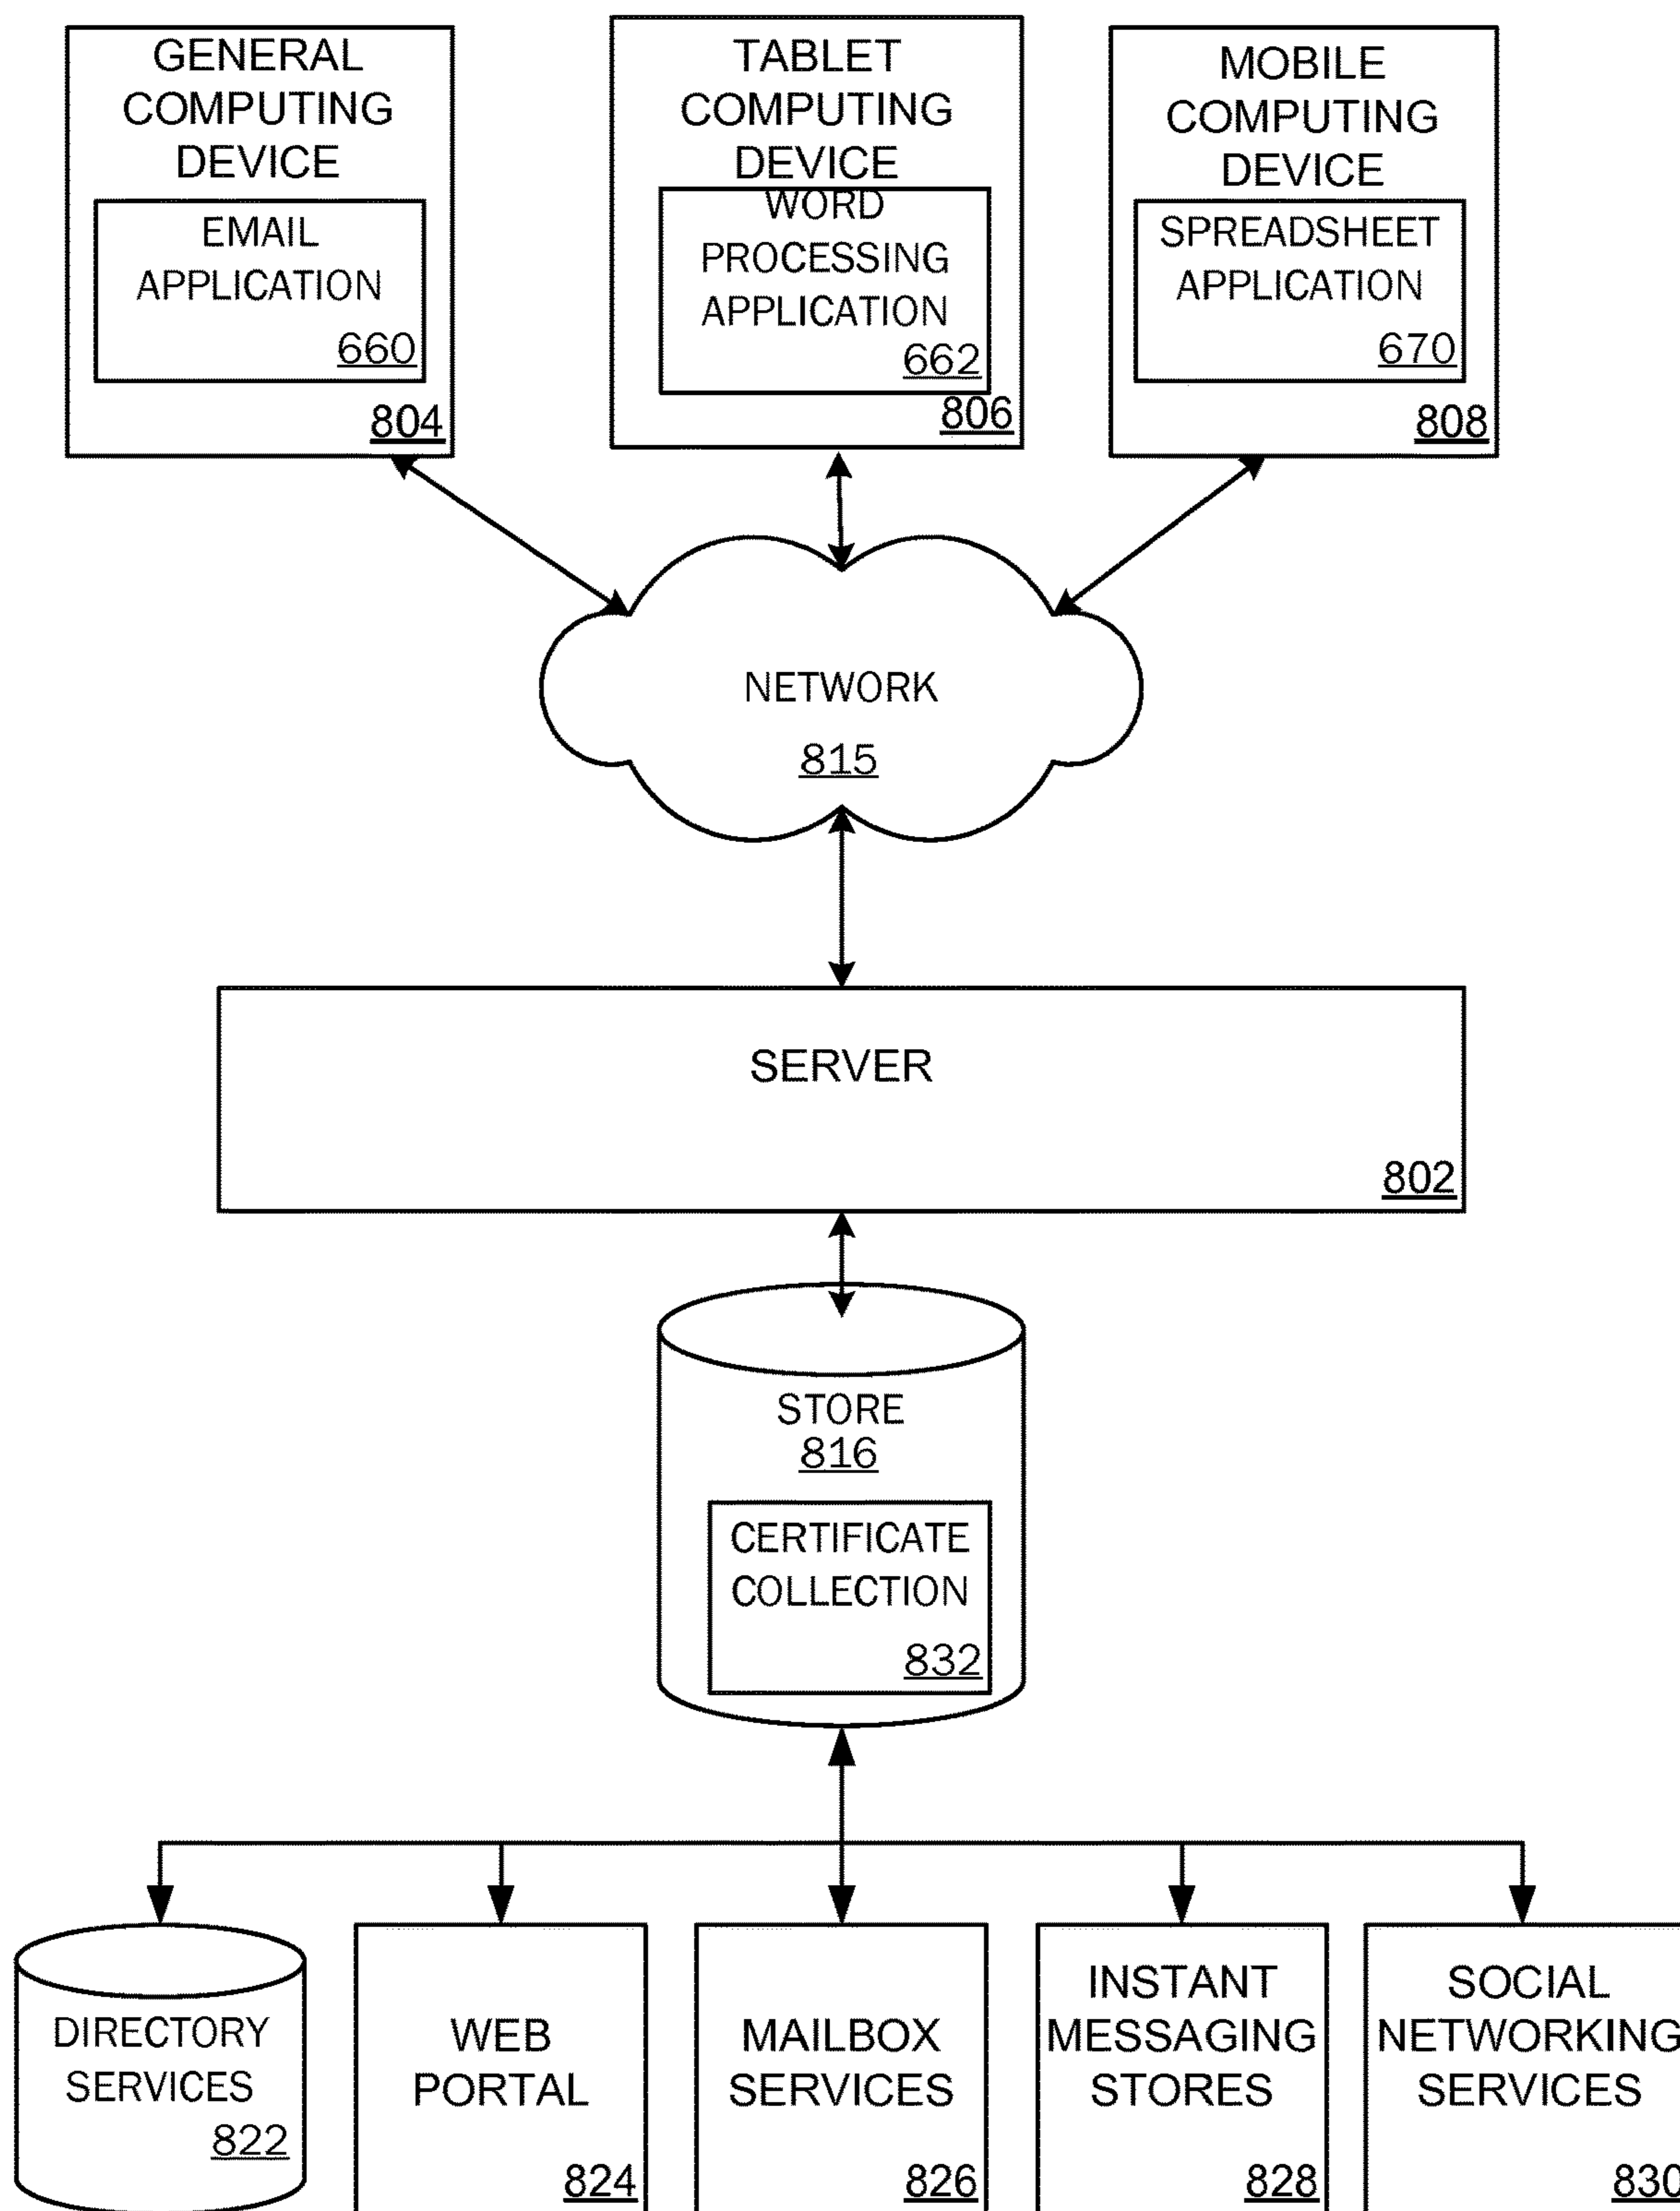 GENERAL
COMPUTING
DEVICE
EMAIL
APPLICATION
660
804
TABLET
COMPUTING
DEVICE
WORD
PROCESSING
APPLICATION
662
806
MOBILE
COMPUTING
DEVICE
SPREADSHEET
APPLICATION
670
808
NETWORK
815
SERVER
802
STORE
816
CERTIFICATE
COLLECTION
832
DIRECTORY
SERVICES
822
WEB
PORTAL
824
MAILBOX
SERVICES
826
INSTANT
MESSAGING
STORES
828
SOCIAL
NETWORKING
SERVICES
830